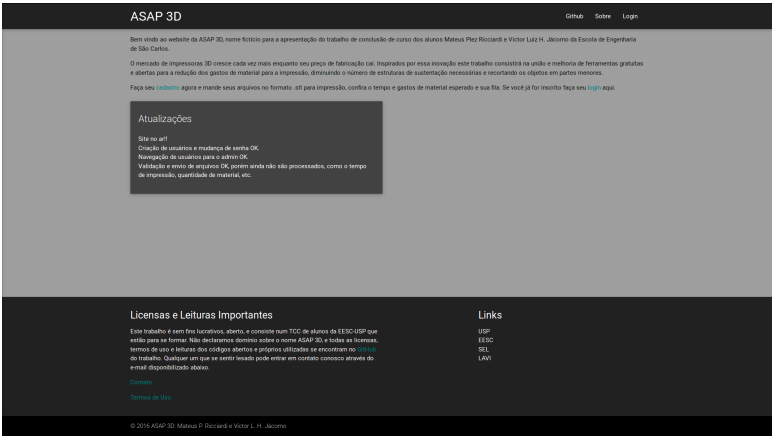 ASAP 3D
Github Sobre Login
Bem vindo ao website da ASAP 3D, nome fictício para a apresentação do trabalho de conclusão de curso dos alunos Mateus Plez Ricciardi e Victor Luiz H. Jácomo da Escola de Engenharia
de São Carlos.
O mercado de impressoras 3D cresce cada vez mais enquanto seu preço de fabricação cai. Inspirados por essa inovação este trabalho consistirá na união e melhoria de ferramentas gratuitas
e abertas para a redução dos gastos de material para a impressão, diminuindo o número de estruturas de sustentação necessárias e recortando os objetos em partes menores.
Faça seu cadastro agora e mande seus arquivos no formato .stl para impressão, confira o tempo e gastos de material esperado e sua fila. Se você já for inscrito faça seu login aqui.
Atualizações
Site no ar!!
Criação de usuários e mudança de senha OK.
Navegação de usuários para o admin OK.
Validação e envio de arquivos OK, porém ainda não são processados, como o tempo
de impressão, quantidade de material, etc.
Licensas e Leituras Importantes
Este trabalho é sem fins lucrativos, aberto, e consiste num TCC de alunos da EESC-USP que
estão para se formar. Não declaramos domínio sobre o nome ASAP 3D, e todas as licensas,
termos de uso e leituras dos códigos abertos e próprios utilizadas se encontram no GitHub
do trabalho. Qualquer um que se sentir lesado pode entrar em contato conosco através do
e-mail disponibilizado abaixo.
Contato
Termos de Uso
Links
USP
EESC
SEL
LAVI
© 2016 ASAP 3D: Mateus P. Ricciardi e Victor L. H. Jácomo